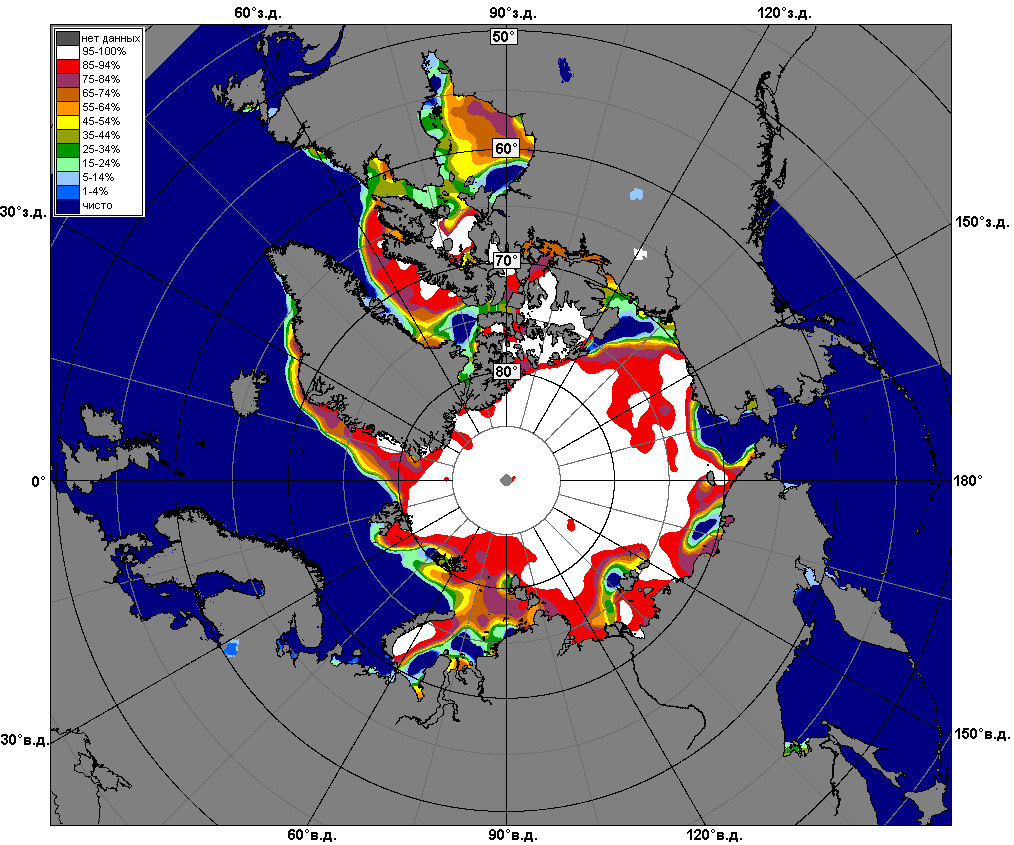 60°з.д.
90°з.д.
120°з.д.
50°
нет данных
95-100%
85-94%
75-84%
65-74%
55-64%
45-54%
35-44%
25-34%
15-24%
5-14%
1-4%
чисто
60°
30°з.д.
150°з.д.
70°
80°
0°
180°
30°в.д.
150°в.д.
60°в.д.
90°в.д.
120°в.д.